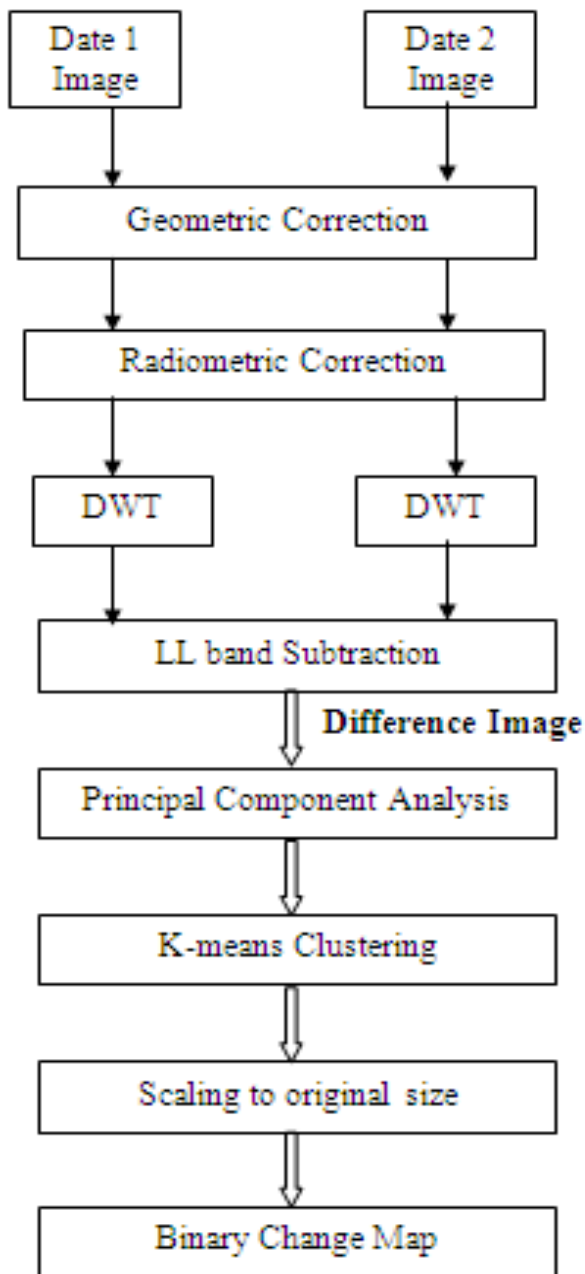 Date 1
Image
Date 2
Image
Geometric Correction
Radiometric Correction
DWT
DWT
LL band Subtraction
Difference Image
Principal Component Analysis
K-means Clustering
Scaling to original size
Binary Change Map